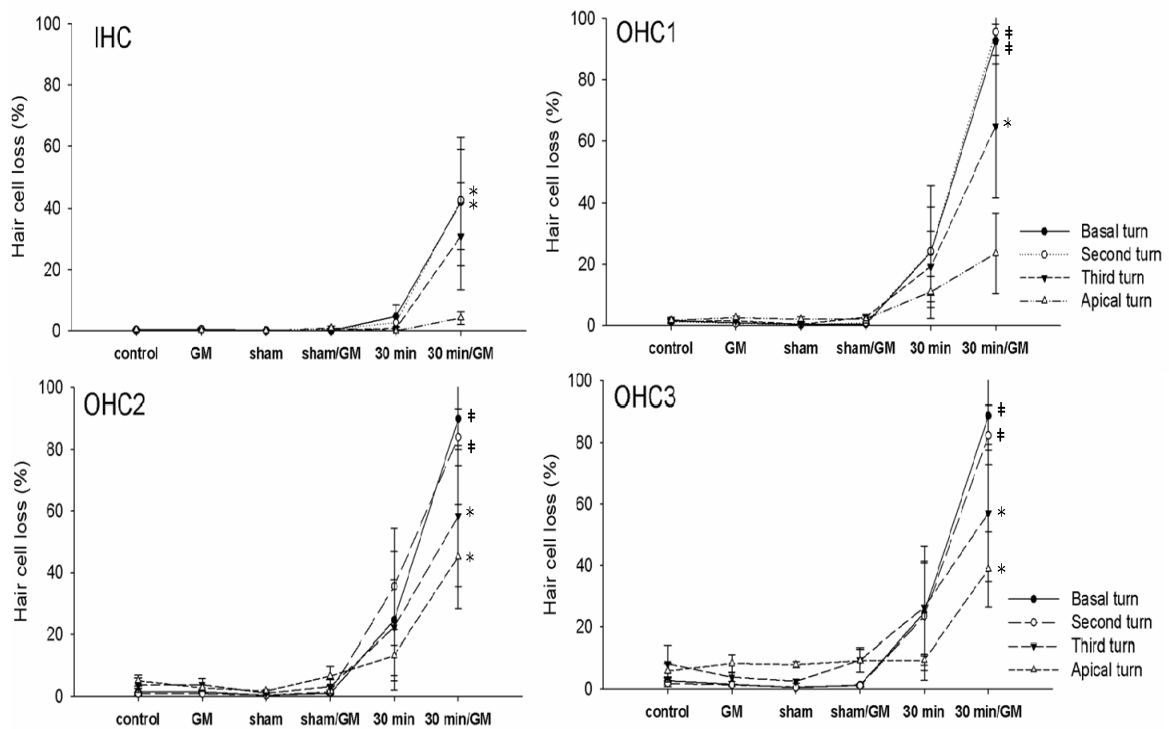 IHC
Hair cell loss (%)
100
80
60
40
20
0
*
*
control GM sham sham/GM 30 min 30 min/GM
OHC1
Hair cell loss (%)
100
80
60
40
20
0
ǂ
ǂ
*
control GM sham sham/GM 30 min 30 min/GM
Basal turn
Second turn
Third turn
Apical turn
OHC2
Hair cell loss (%)
100
80
60
40
20
0
ǂ
ǂ
*
*
control GM sham sham/GM 30 min 30 min/GM
OHC3
Hair cell loss (%)
100
80
60
40
20
0
ǂ
ǂ
*
*
control GM sham sham/GM 30 min 30 min/GM
Basal turn
Second turn
Third turn
Apical turn